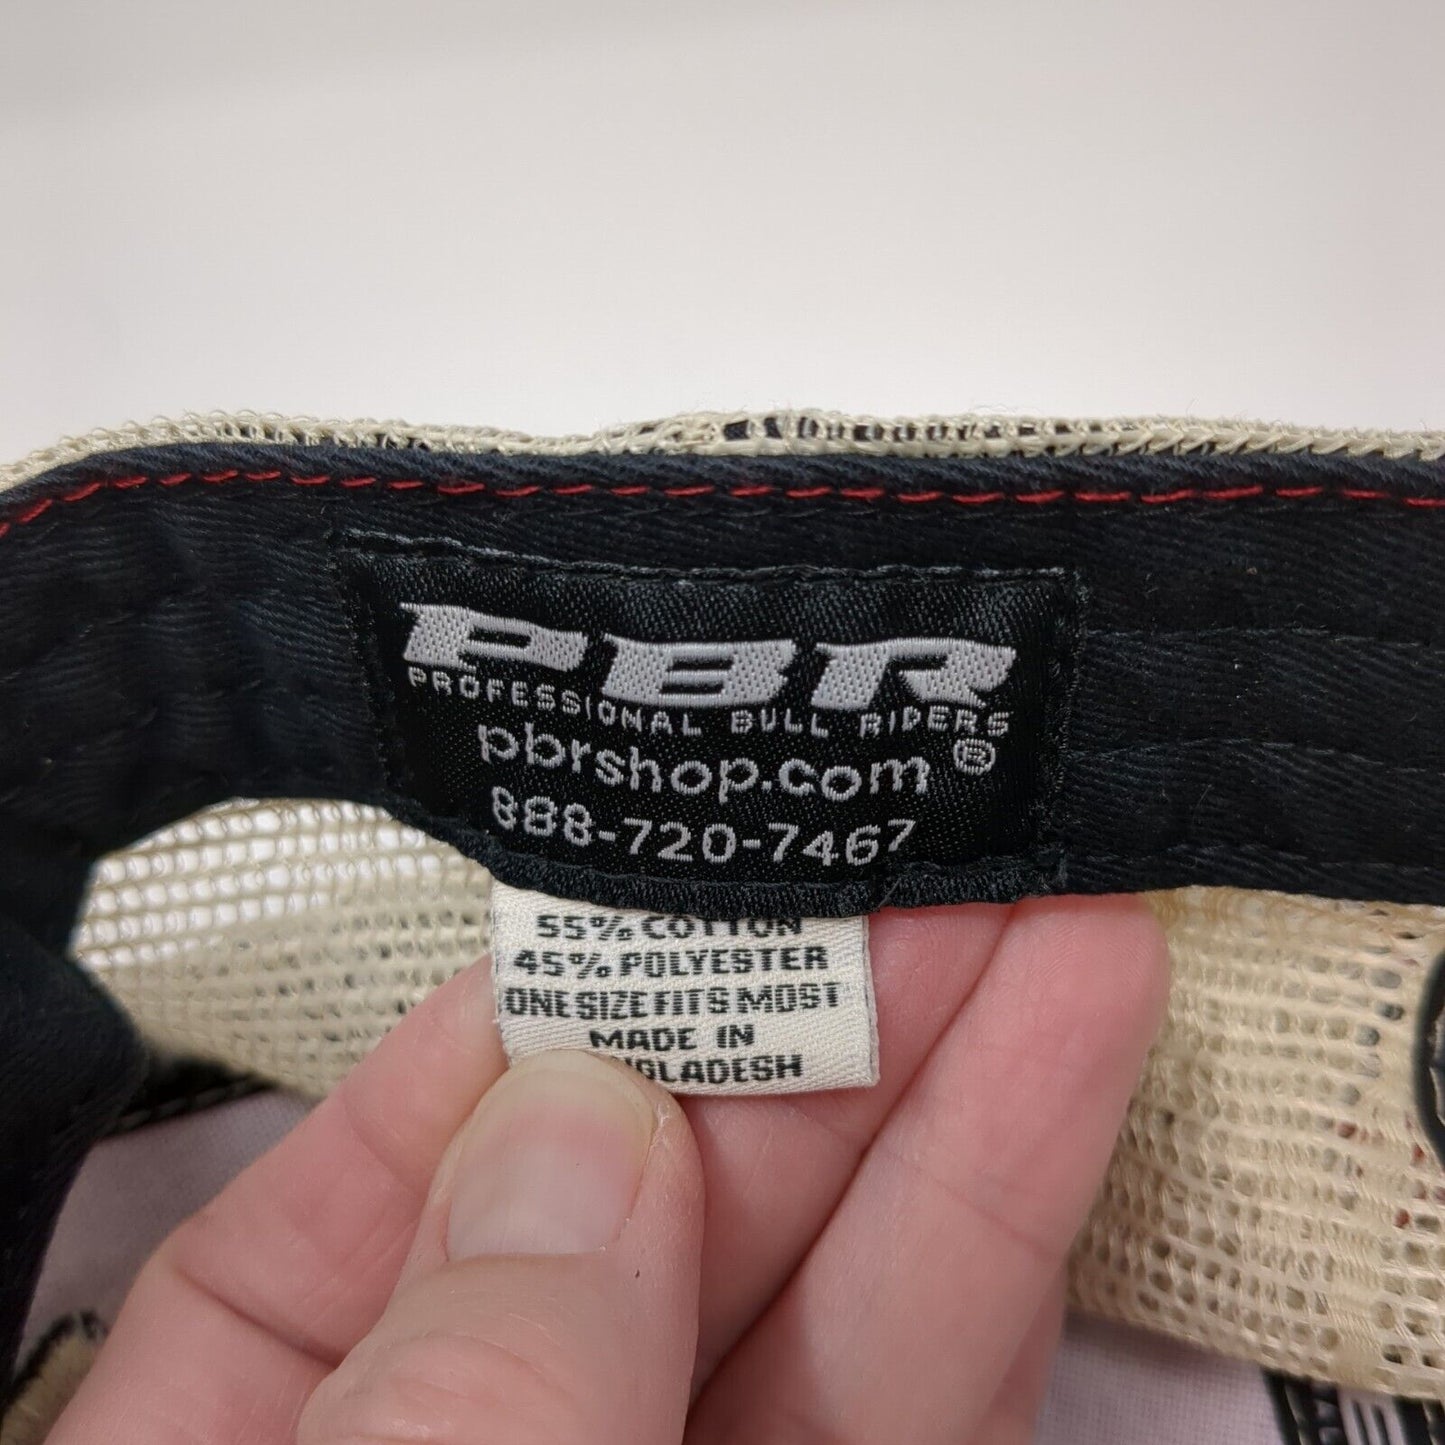 PBR
PROFESSIONAL BULL RIDERS
pbrshop.com ®
888-720-7467
55% COTTON
45% POLYESTER
ONE SIZE FITS MOST
MADE IN
NGLADESH